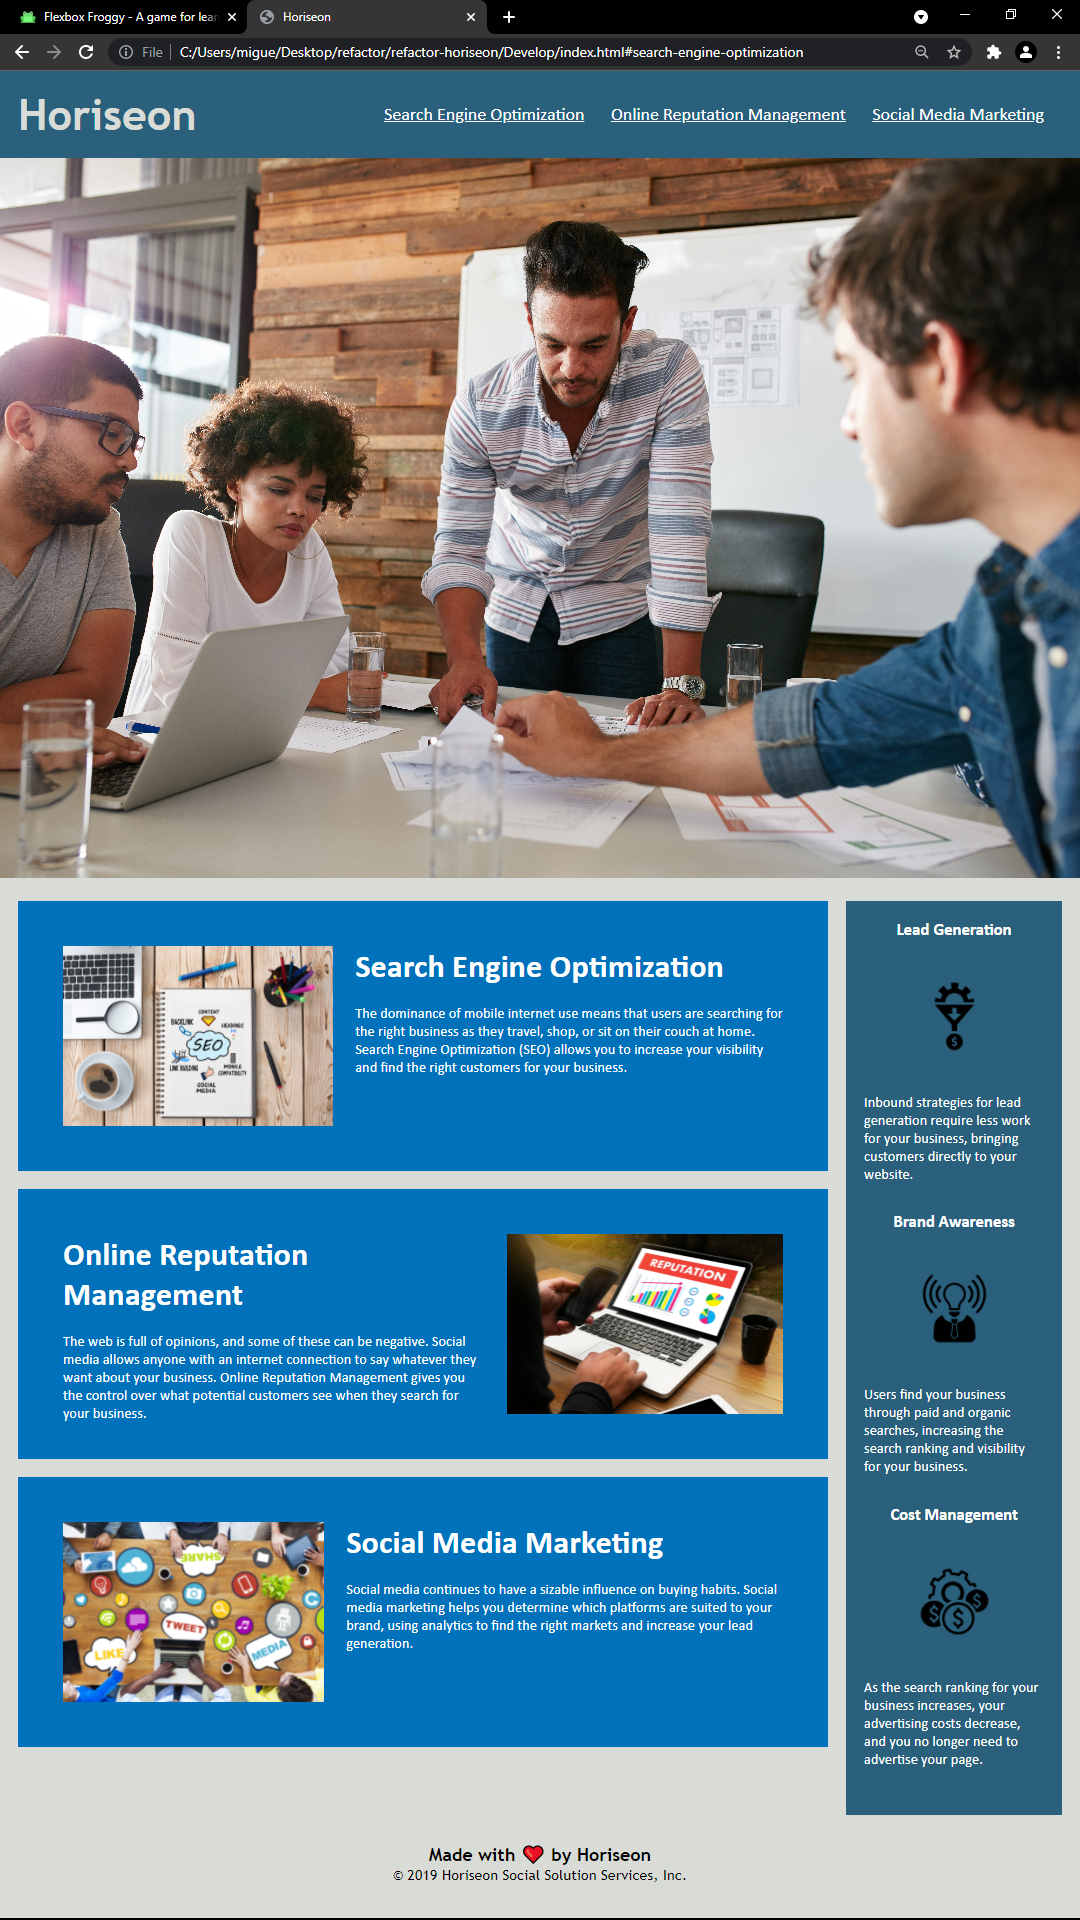 Flexbox Froggy - A game for lear
Horiseon
File
C:/Users/migue/Desktop/refactor/refactor-horiseon/Develop/index.html#search-engine-optimization
Horiseon
Search Engine Optimization
Online Reputation Management
Social Media Marketing
CONTENT
BACKLINK
HEADINGS
SEO
LINK BUILDING
MOBILE
COMPATIBILITY
SOCIAL
MEDIA
Search Engine Optimization
The dominance of mobile internet use means that users are searching for
the right business as they travel, shop, or sit on their couch at home.
Search Engine Optimization (SEO) allows you to increase your visibility
and find the right customers for your business.
Online Reputation
Management
The web is full of opinions, and some of these can be negative. Social
media allows anyone with an internet connection to say whatever they
want about your business. Online Reputation Management gives you
the control over what potential customers see when they search for
your business.
REPUTATION
SHARE
TWEET
LIKE
MEDIA
Social Media Marketing
Social media continues to have a sizable influence on buying habits. Social
media marketing helps you determine which platforms are suited to your
brand, using analytics to find the right markets and increase your lead
generation.
Lead Generation
$
Inbound strategies for lead
generation require less work
for your business, bringing
customers directly to your
website.
Brand Awareness
Users find your business
through paid and organic
searches, increasing the
search ranking and visibility
for your business.
Cost Management
$ $ $
As the search ranking for your
business increases, your
advertising costs decrease,
and you no longer need to
advertise your page.
Made with ❤️ by Horiseon
© 2019 Horiseon Social Solution Services, Inc.